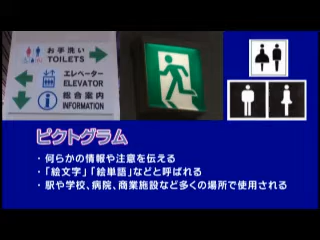 お手洗い
TOILETS
エレベーター
ELEVATOR
総合案内
INFORMATION
ピクトグラム
・何らかの情報や注意を伝える
・「絵文字」「絵単語」などと呼ばれる
・駅や学校、病院、商業施設など多くの場所で使用される